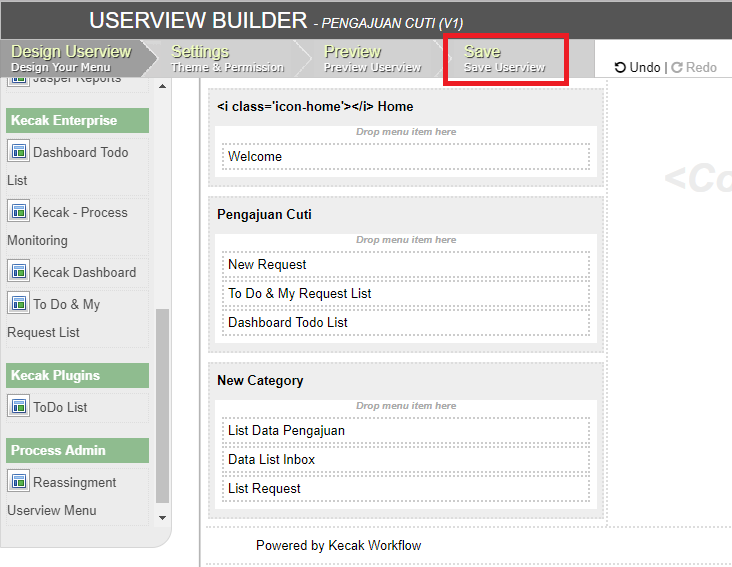 USERVIEW BUILDER - PENGAJUAN CUTI (V1)
Design Userview
Design Your Menu
Settings
Theme & Permission
Preview
Preview Userview
Save
Save Userview
Undo | Redo
Jasper Reports
Kecak Enterprise
Dashboard Todo
List
Kecak - Process
Monitoring
Kecak Dashboard
To Do & My
Request List
Kecak Plugins
ToDo List
Process Admin
Reassingment
Userview Menu
<i class='icon-home'></i> Home
Drop menu item here
Welcome
Pengajuan Cuti
Drop menu item here
New Request
To Do & My Request List
Dashboard Todo List
New Category
Drop menu item here
List Data Pengajuan
Data List Inbox
List Request
Powered by Kecak Workflow